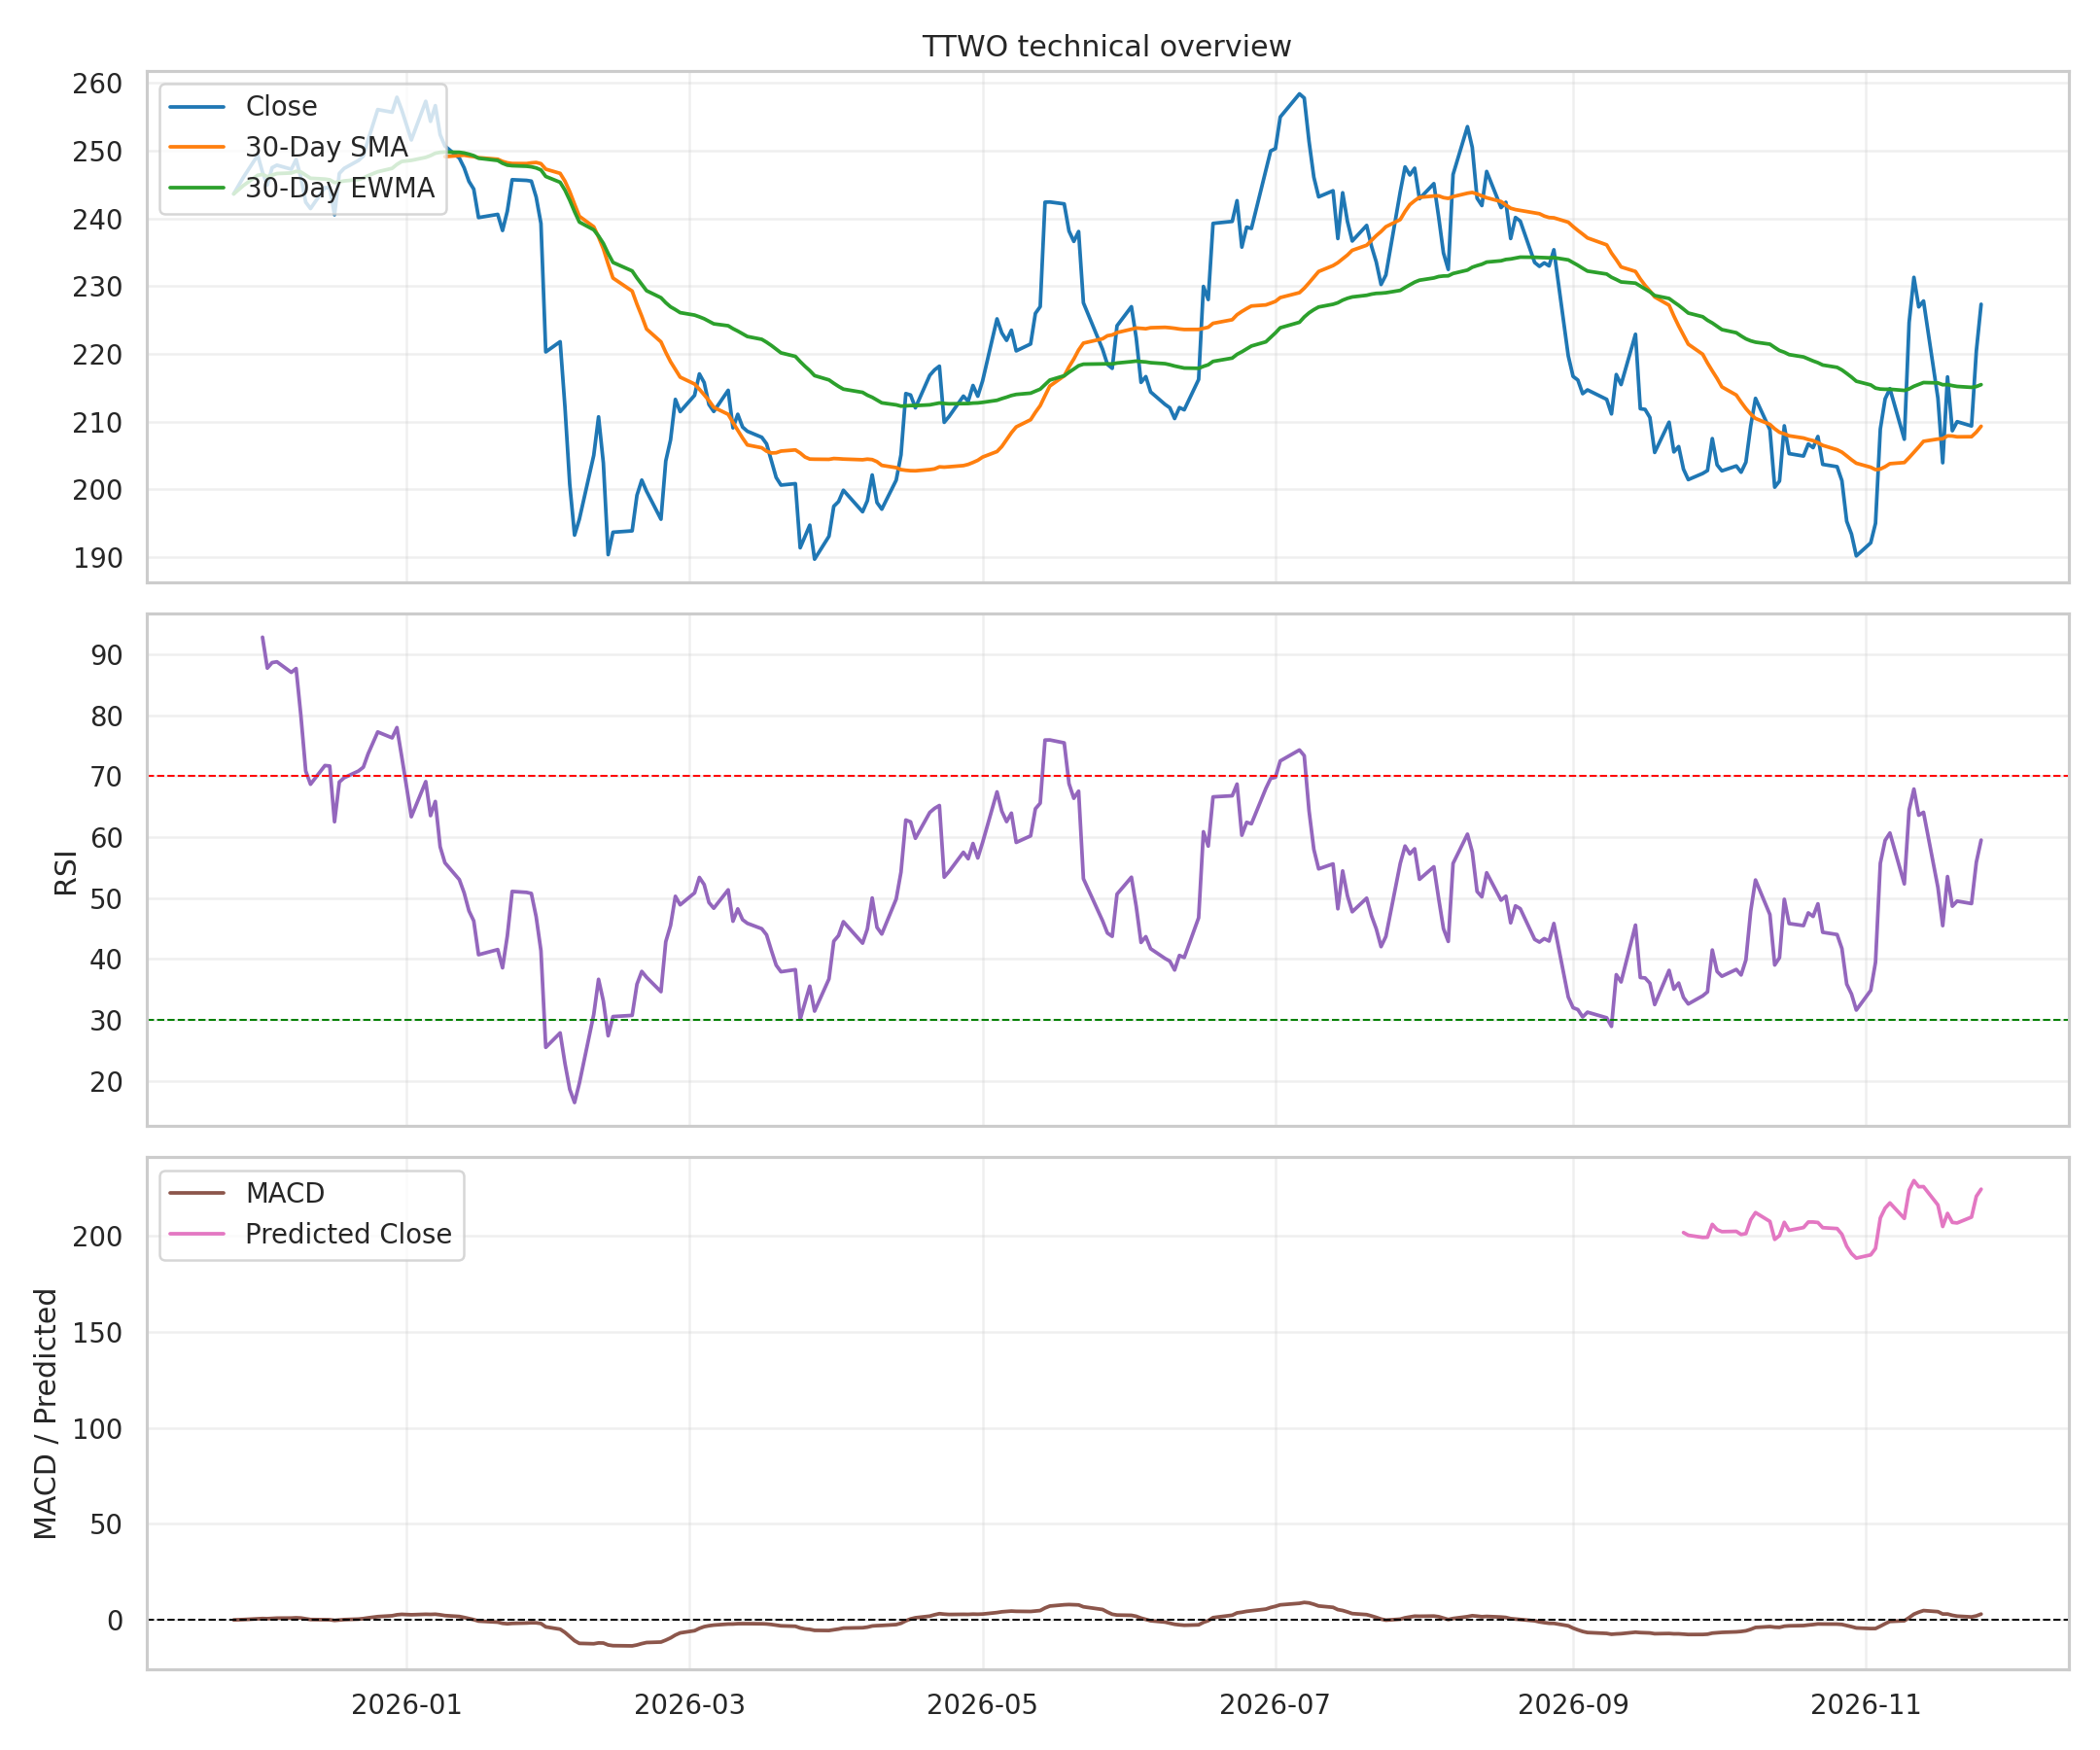 TTWO technical overview
260
250
240
230
220
210
200
190
Close
30-Day SMA
30-Day EWMA
90
80
70
60
50
40
30
20
RSI
200
150
100
50
0
MACD / Predicted
MACD
Predicted Close
2026-01 2026-03 2026-05 2026-07 2026-09 2026-11